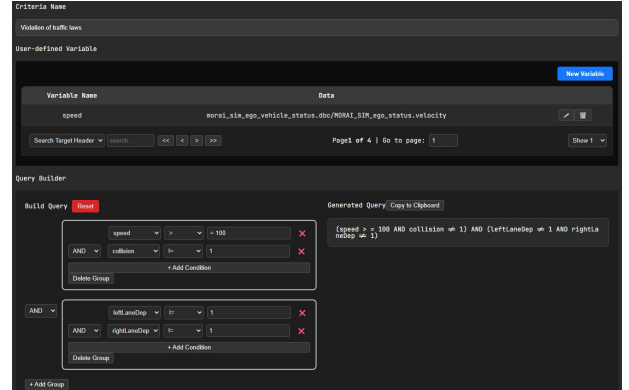 Criteria Name
Violation of traffic laws
User-defined Variable
New Variable
Variable Name Data
speed morai_sim_ego_vehicle_status.dbc/MORAI_SIM_ego_status.velocity
Search Target Header search... << < > >> Page1 of 4 | Go to page: 1 Show 1
Query Builder
Build Query Reset Generated Query Copy to Clipboard
speed > = 100
AND collision != 1
+ Add Condition
Delete Group
AND
leftLaneDep != 1
AND rightLaneDep != 1
+ Add Condition
Delete Group
+ Add Group
(speed > = 100 AND collision ≠ 1) AND (leftLaneDep ≠ 1 AND rightLa
neDep ≠ 1)